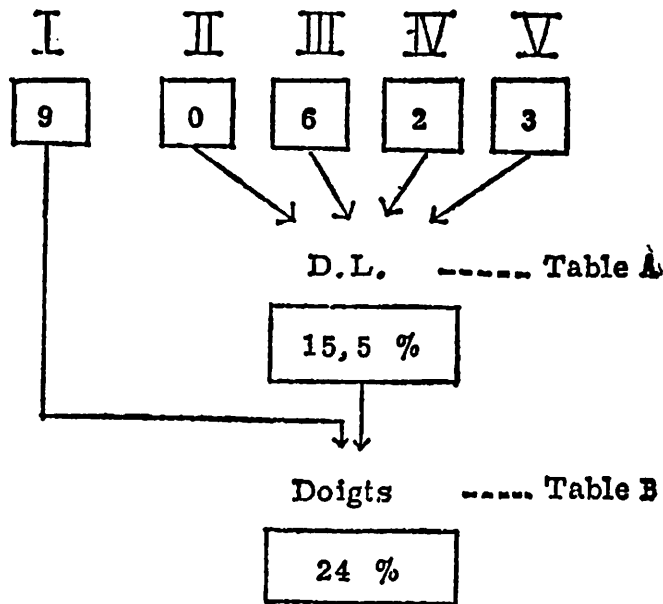 I II III IV V
9 0 6 2 3
D.L. ----- Table A
15,5 %
Doigts ----- Table B
24 %